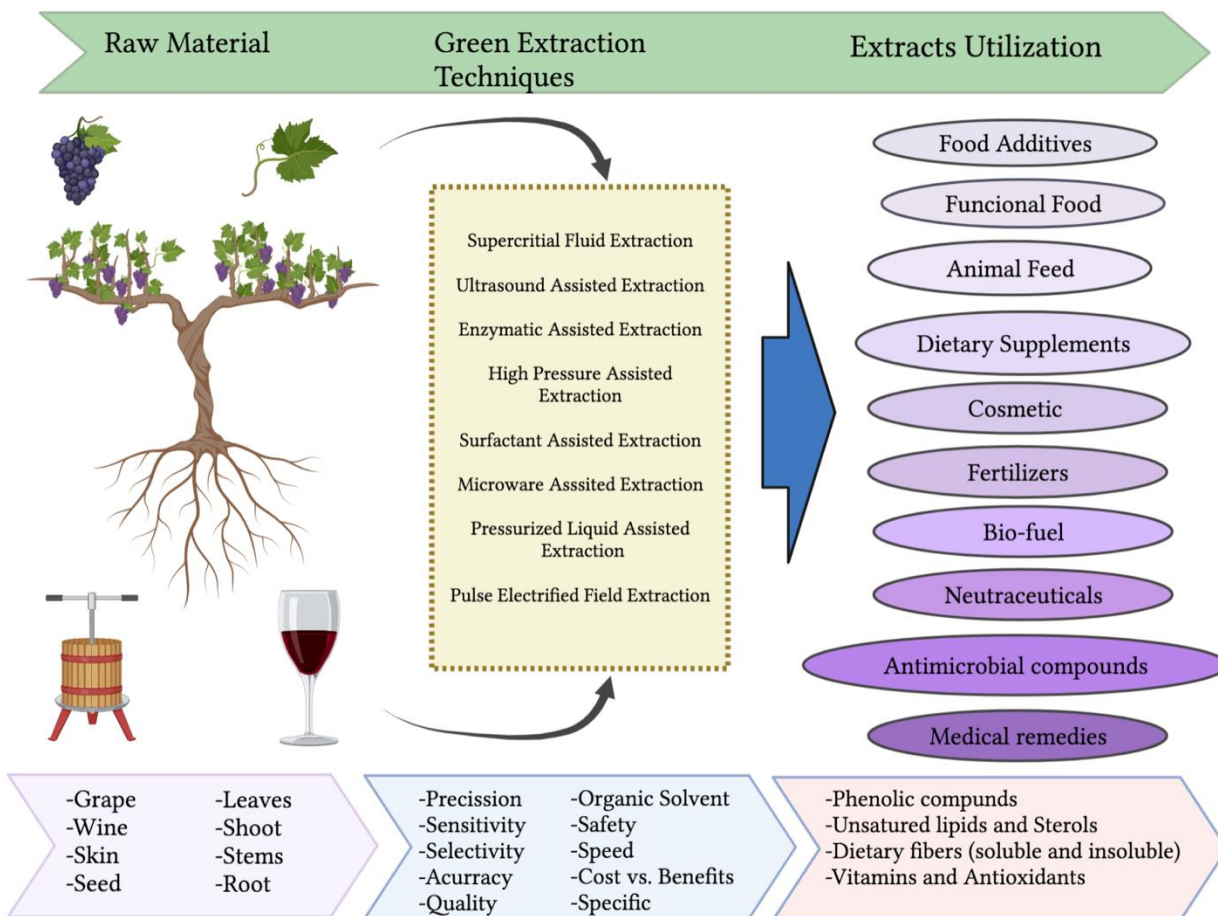 Raw Material
Green Extraction
Techniques
Extracts Utilization
Supercritial Fluid Extraction
Ultrasound Assisted Extraction
Enzymatic Assisted Extraction
High Pressure Assisted
Extraction
Surfactant Assisted Extraction
Microware Asssited Extraction
Pressurized Liquid Assisted
Extraction
Pulse Electrified Field Extraction
Food Additives
Funcional Food
Animal Feed
Dietary Supplements
Cosmetic
Fertilizers
Bio-fuel
Neutraceuticals
Antimicrobial compounds
Medical remedies
-Grape
-Wine
-Skin
-Seed
-Leaves
-Shoot
-Stems
-Root
-Precission
-Sensitivity
-Selectivity
-Acurracy
-Quality
-Organic Solvent
-Safety
-Speed
-Cost vs. Benefits
-Specific
-Phenolic compunds
-Unsatured lipids and Sterols
-Dietary fibers (soluble and insoluble)
-Vitamins and Antioxidants